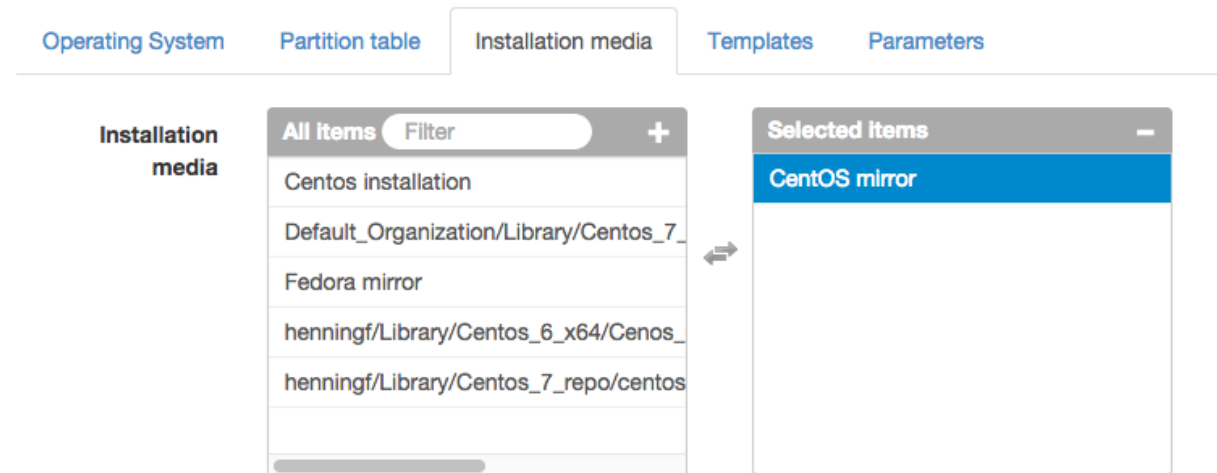 Operating System Partition table Installation media Templates Parameters
Installation
media
All items Filter +
Centos installation
Default_Organization/Library/Centos_7_
Fedora mirror
henningf/Library/Centos_6_x64/Cenos_
henningf/Library/Centos_7_repo/centos
Selected items −
CentOS mirror